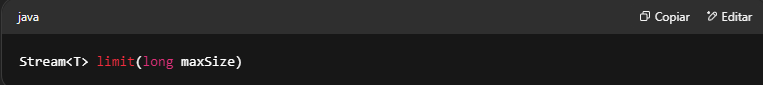 java Copiar Editar
Stream<T> limit(long maxSize)